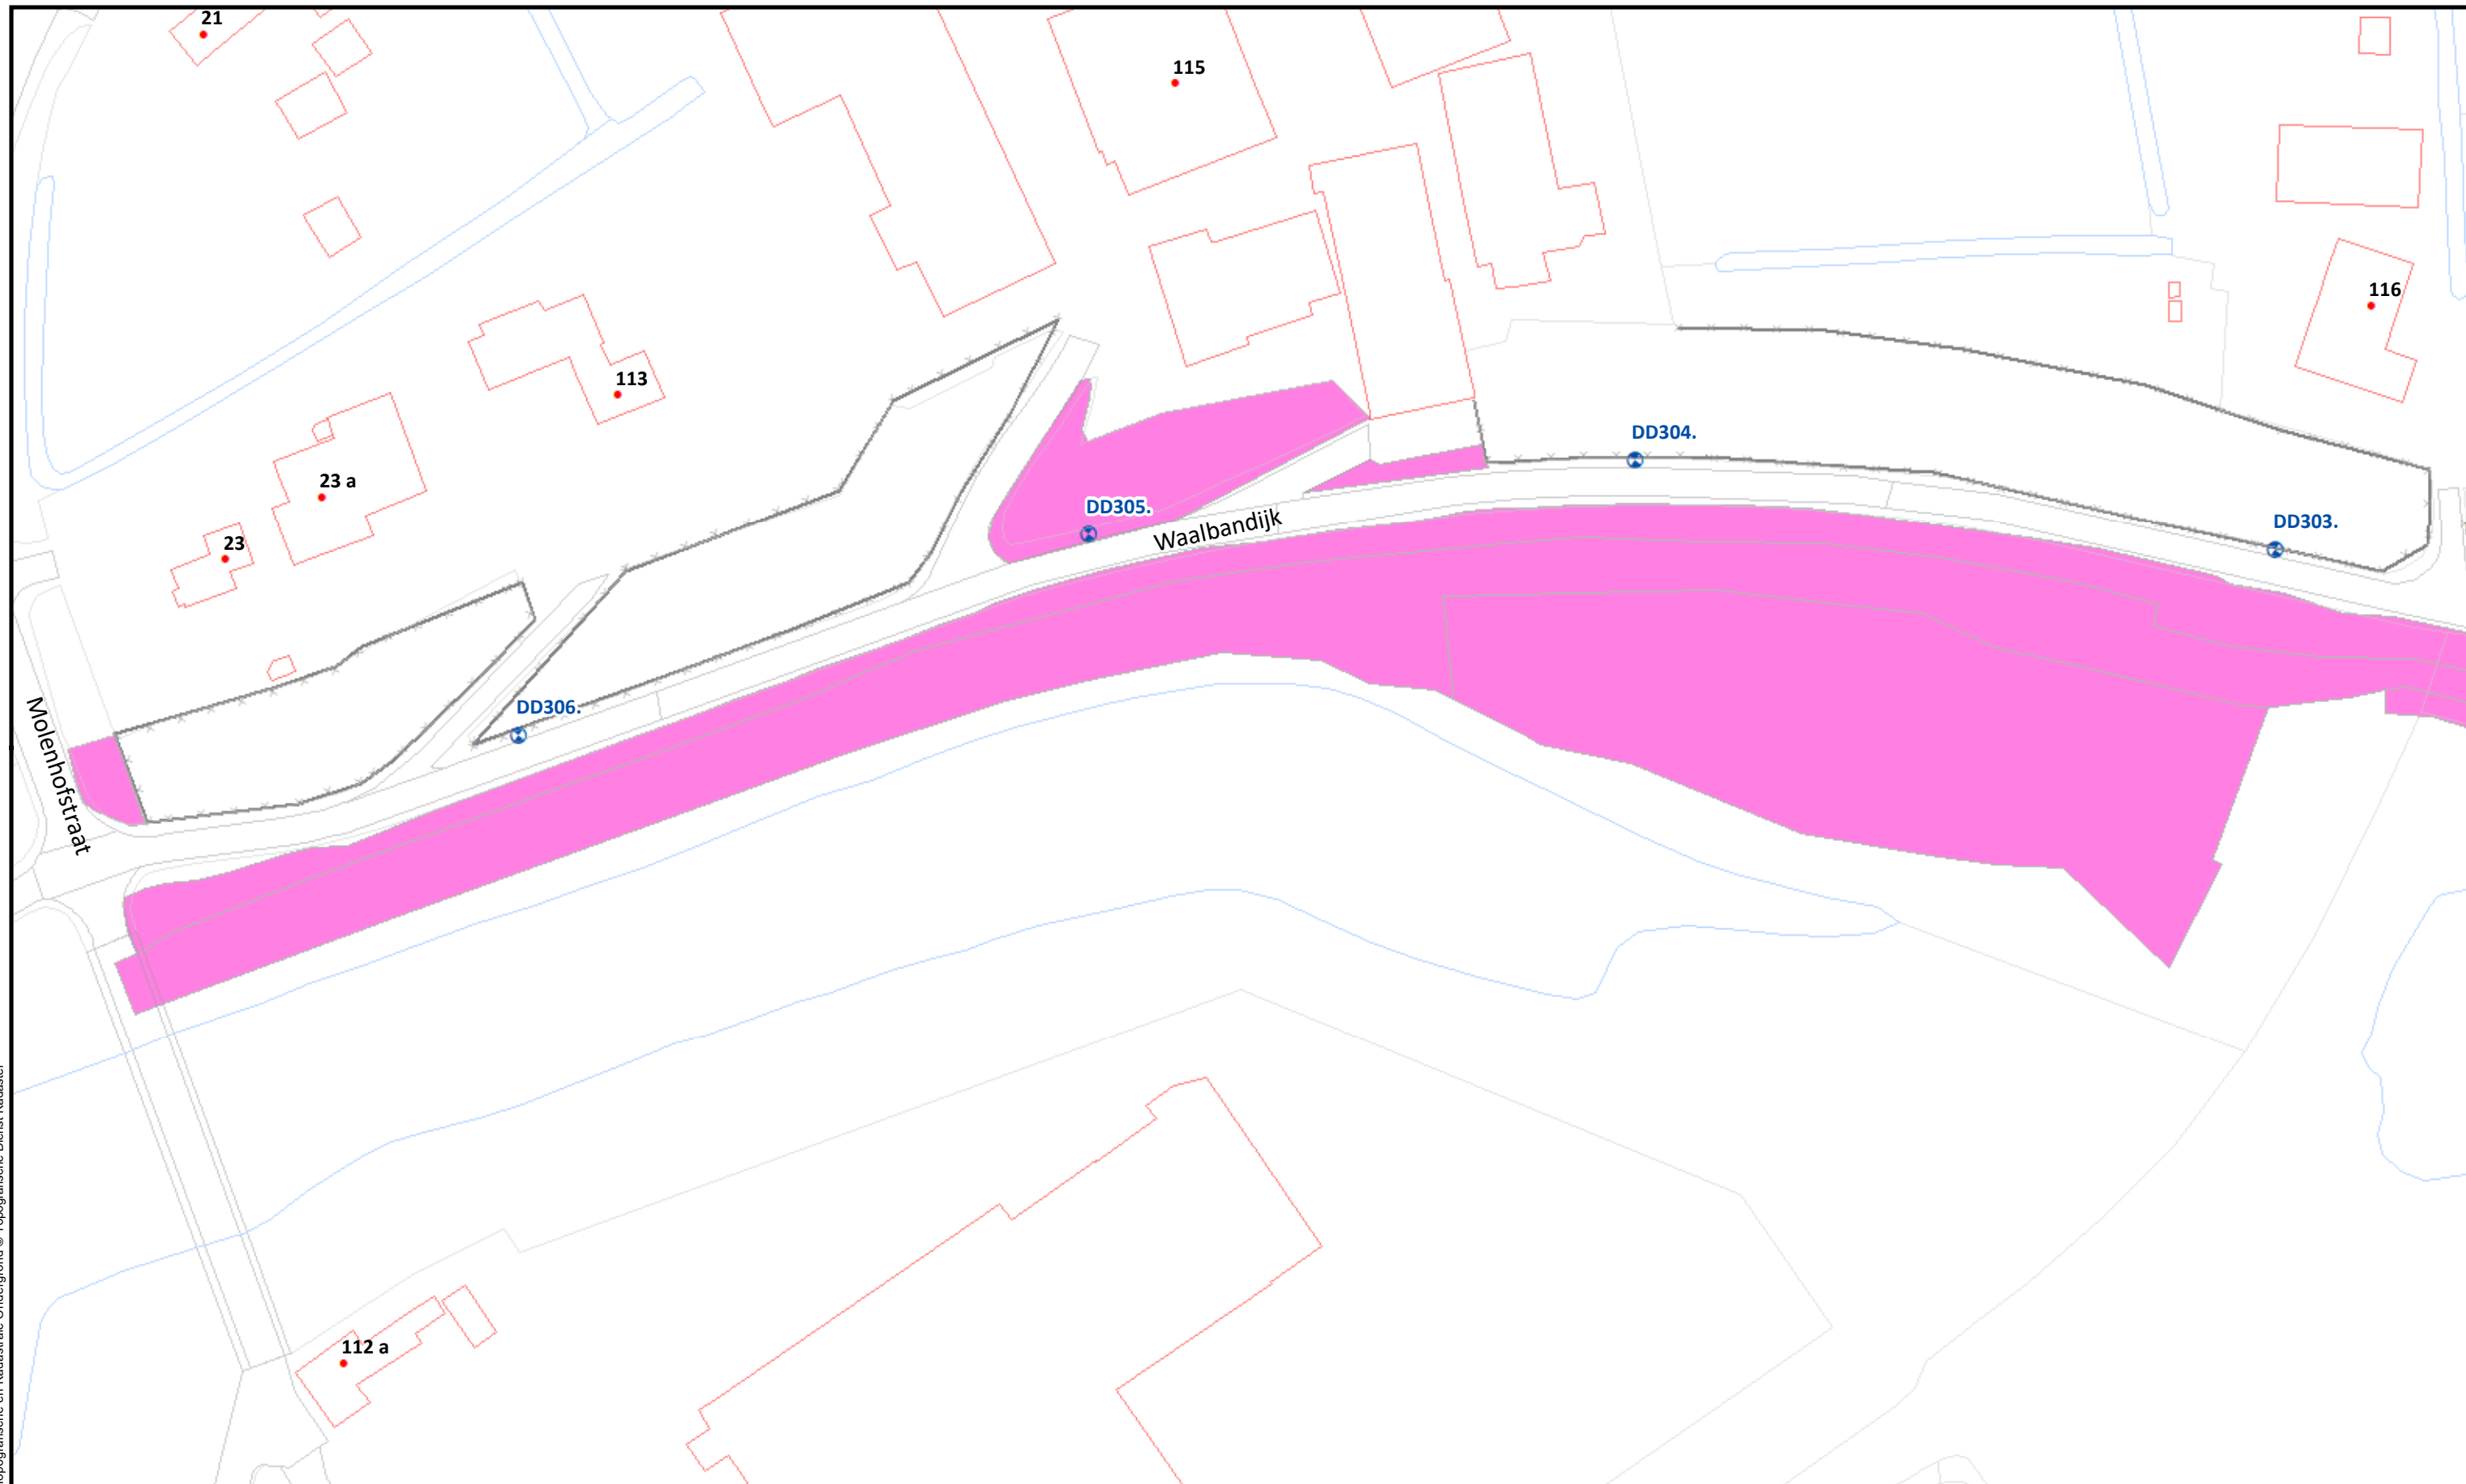 21
115
116
113
DD304.
23 a
DD305.
Waalbandijk
DD303.
23
DD306.
Molenhofstraat
112 a